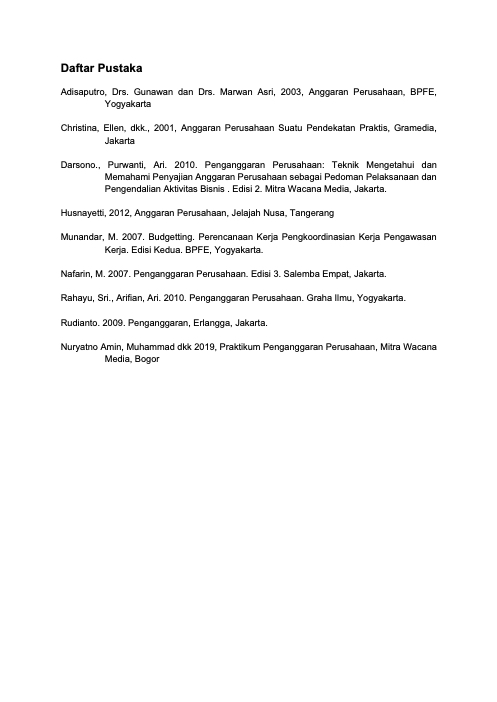 Daftar Pustaka
Adisaputro, Drs. Gunawan dan Drs. Marwan Asri, 2003, Anggaran Perusahaan, BPFE,
Yogyakarta
Christina, Ellen, dkk., 2001, Anggaran Perusahaan Suatu Pendekatan Praktis, Gramedia,
Jakarta
Darsono., Purwanti, Ari. 2010. Penganggaran Perusahaan: Teknik Mengetahui dan
Memahami Penyajian Anggaran Perusahaan sebagai Pedoman Pelaksanaan dan
Pengendalian Aktivitas Bisnis . Edisi 2. Mitra Wacana Media, Jakarta.
Husnayetti, 2012, Anggaran Perusahaan, Jelajah Nusa, Tangerang
Munandar, M. 2007. Budgetting. Perencanaan Kerja Pengkoordinasian Kerja Pengawasan
Kerja. Edisi Kedua. BPFE, Yogyakarta.
Nafarin, M. 2007. Penganggaran Perusahaan. Edisi 3. Salemba Empat, Jakarta.
Rahayu, Sri., Arifian, Ari. 2010. Penganggaran Perusahaan. Graha Ilmu, Yogyakarta.
Rudianto. 2009. Penganggaran, Erlangga, Jakarta.
Nuryatno Amin, Muhammad dkk 2019, Praktikum Penganggaran Perusahaan, Mitra Wacana
Media, Bogor